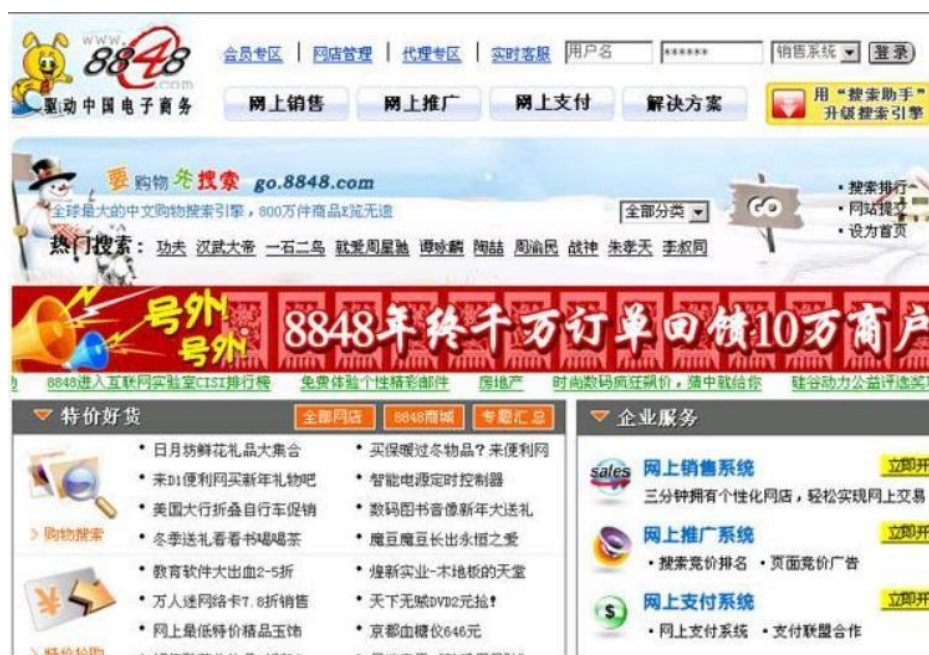 www.
8848
.com
驱动中国电子商务
会员专区 | 网店管理 | 代理专区 | 实时客服 用户名 ****** 销售系统 登录
网上销售 网上推广 网上支付 解决方案
用“搜索助手”
升级搜索引擎
要购物先搜索 go.8848.com
全球最大的中文购物搜索引擎，800万件商品一览无遗
全部分类
GO
·搜索排行
·网站提交
·设为首页
热门搜索： 功夫 汉武大帝 一石二鸟 就爱周星驰 谭咏麟 陶喆 周渝民 战神 朱孝天 李叔同
号外!
号外!
8848年终千万订单回馈10万商户
8848进入互联网实验室CISI排行榜 免费体验个性精彩邮件 房地产 时尚数码疯狂飙价，猜中就给你 硅谷动力公益评选奖
特价好货 全部网店 8848商城 专题汇总
·日月坊鲜花礼品大集合 ·买保暖过冬物品？来便利网
·来D1便利网买新年礼物吧 ·智能电源定时控制器
·美国大行折叠自行车促销 ·数码图书音像新年大送礼
·冬季送礼看看书喝喝茶 ·魔豆魔豆长出永恒之爱
>购物搜索
·教育软件大出血2-5折 ·煌新实业-木地板的天堂
·万人迷网络卡7.8折销售 ·天下无贼DVD2元抢!
·网上最低特价精品玉饰 ·京都血糖仪646元
企业服务
sales
网上销售系统 立即开
三分钟拥有个性化网店，轻松实现网上交易
网上推广系统 立即开
·搜索竞价排名 ·页面竞价广告
网上支付系统 立即开
·网上支付系统 ·支付联盟合作